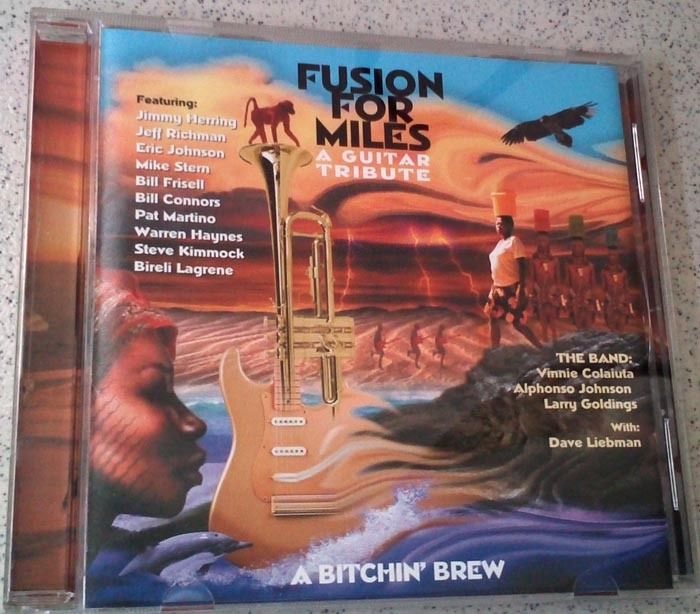 FUSION
FOR
MILES
A GUITAR
TRIBUTE
Featuring:
Jimmy Herring
Jeff Richman
Eric Johnson
Mike Stern
Bill Frisell
Bill Connors
Pat Martino
Warren Haynes
Steve Kimmock
Bireli Lagrene
THE BAND:
Vinnie Colaiuta
Alphonso Johnson
Larry Goldings
With:
Dave Liebman
A BITCHIN' BREW